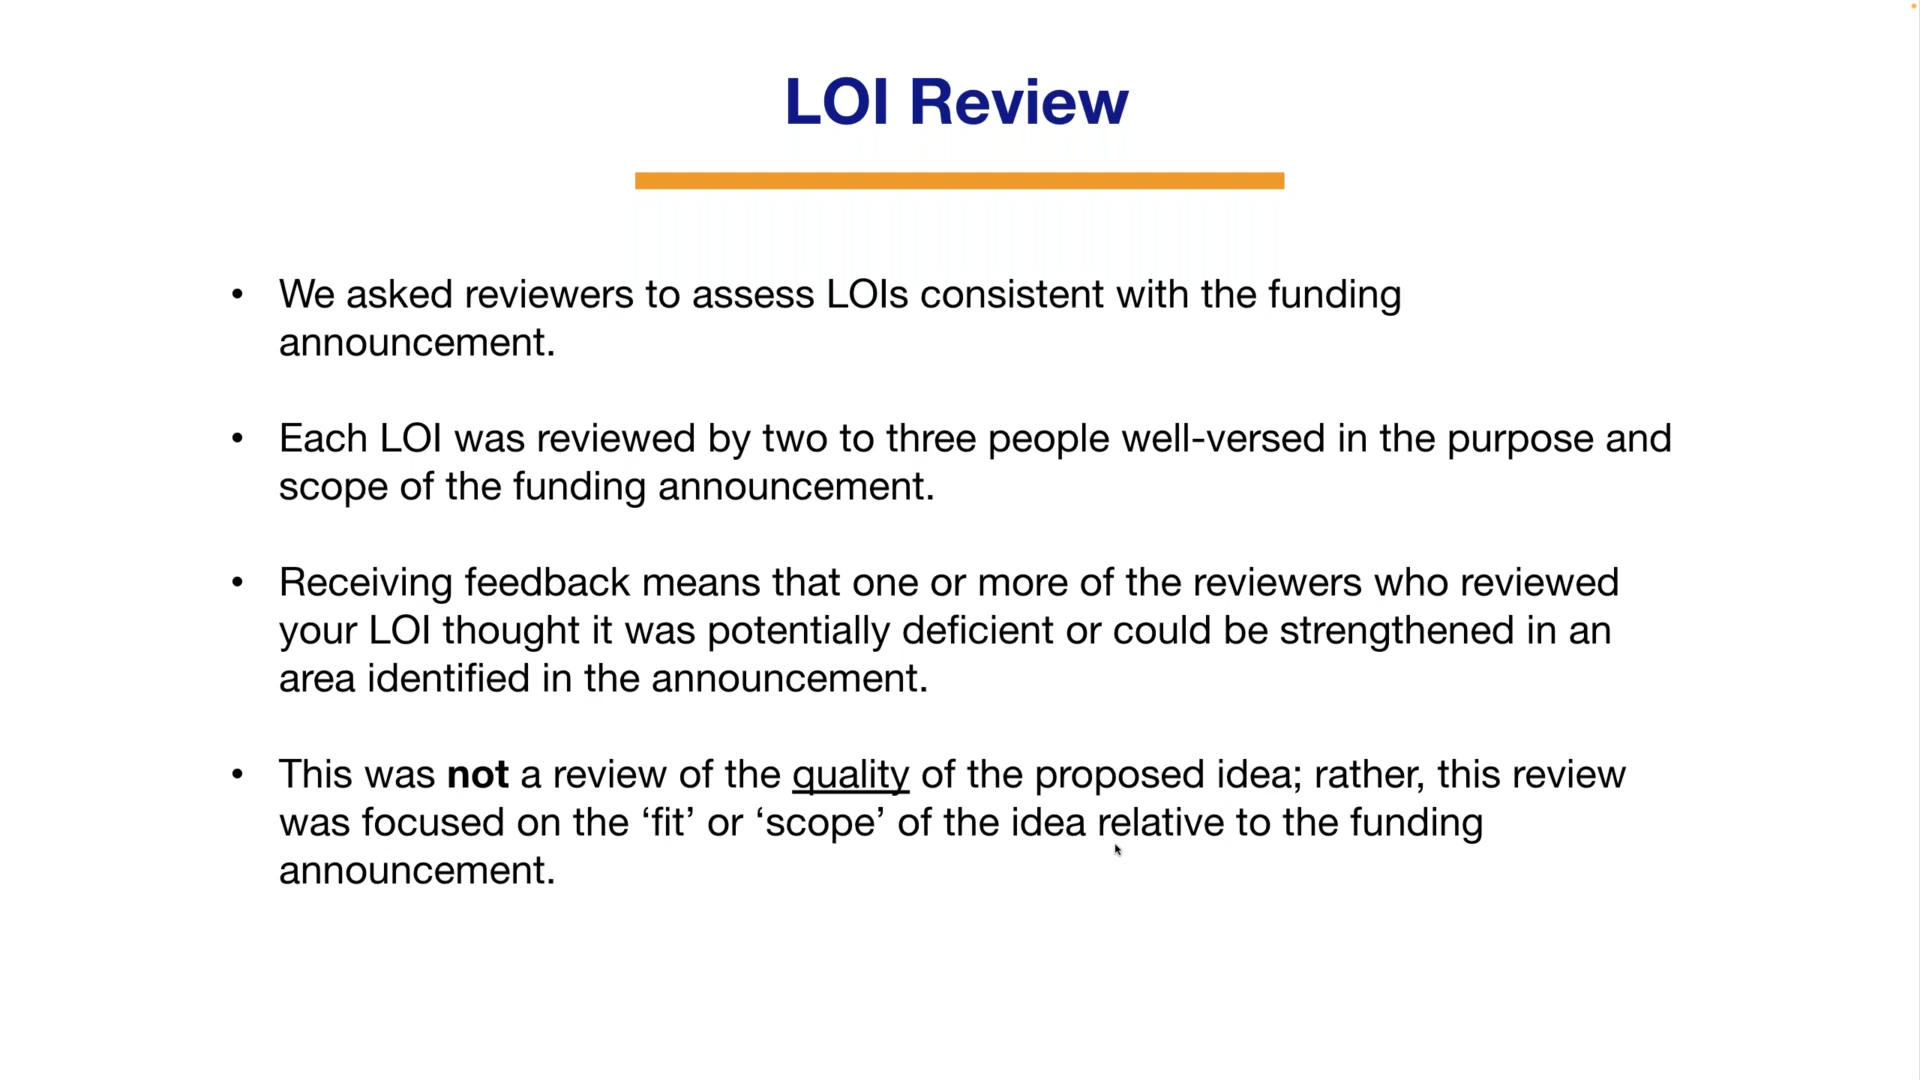 LOI Review
• We asked reviewers to assess LOIs consistent with the funding
announcement.
• Each LOI was reviewed by two to three people well-versed in the purpose and
scope of the funding announcement.
• Receiving feedback means that one or more of the reviewers who reviewed
your LOI thought it was potentially deficient or could be strengthened in an
area identified in the announcement.
• This was not a review of the quality of the proposed idea; rather, this review
was focused on the ‘fit’ or ‘scope’ of the idea relative to the funding
announcement.